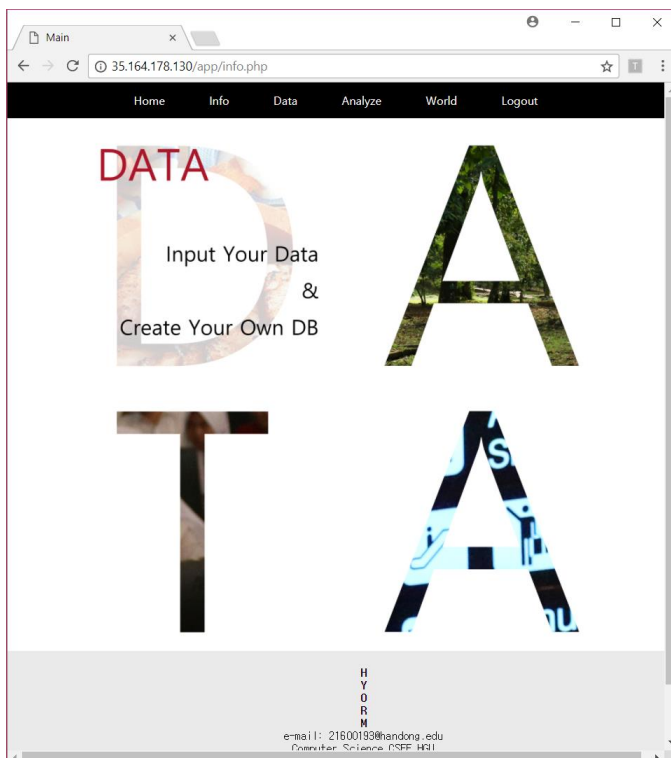 Main
35.164.178.130/app/info.php
Home Info Data Analyze World Logout
DATA
Input Your Data
&
Create Your Own DB
D A
T A
H
Y
O
R
M
e-mail: 21600193@handong.edu
Computer Science CSEE HGU